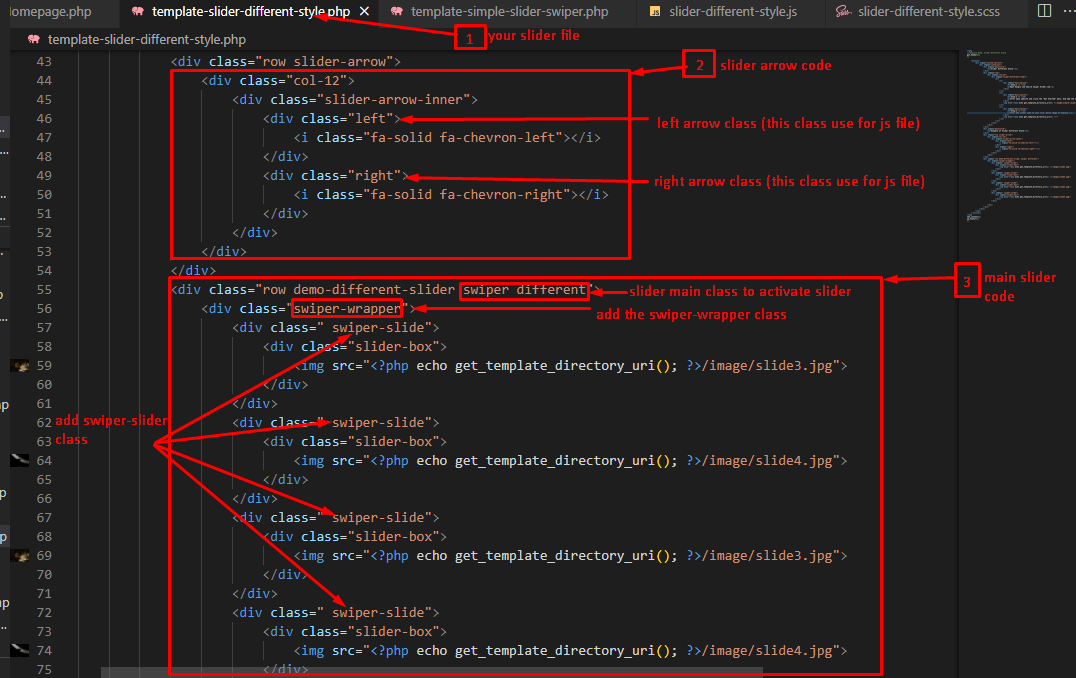 lomepage.php template-slider-different-style.php template-simple-slider-swiper.php slider-different-style.js slider-different-style.scss
template-slider-different-style.php
1 your slider file
43 <div class="row slider-arrow">
2 slider arrow code
44 <div class="col-12">
45 <div class="slider-arrow-inner">
46 <div class="left">
left arrow class (this class use for js file)
47 <i class="fa-solid fa-chevron-left"></i>
48 </div>
49 <div class="right">
right arrow class (this class use for js file)
50 <i class="fa-solid fa-chevron-right"></i>
51 </div>
52 </div>
53 </div>
54 </div>
3 main slider
code
55 <div class="row demo-different-slider swiper different">
slider main class to activate slider
56 <div class="swiper-wrapper">
add the swiper-wrapper class
57 <div class=" swiper-slide">
58 <div class="slider-box">
59 <img src="<?php echo get_template_directory_uri(); ?>/image/slide3.jpg">
60 </div>
61 </div>
add swiper-slider
class
62 <div class=" swiper-slide">
63 <div class="slider-box">
64 <img src="<?php echo get_template_directory_uri(); ?>/image/slide4.jpg">
65 </div>
66 </div>
67 <div class=" swiper-slide">
68 <div class="slider-box">
69 <img src="<?php echo get_template_directory_uri(); ?>/image/slide3.jpg">
70 </div>
71 </div>
72 <div class=" swiper-slide">
73 <div class="slider-box">
74 <img src="<?php echo get_template_directory_uri(); ?>/image/slide4.jpg">
75 </div>